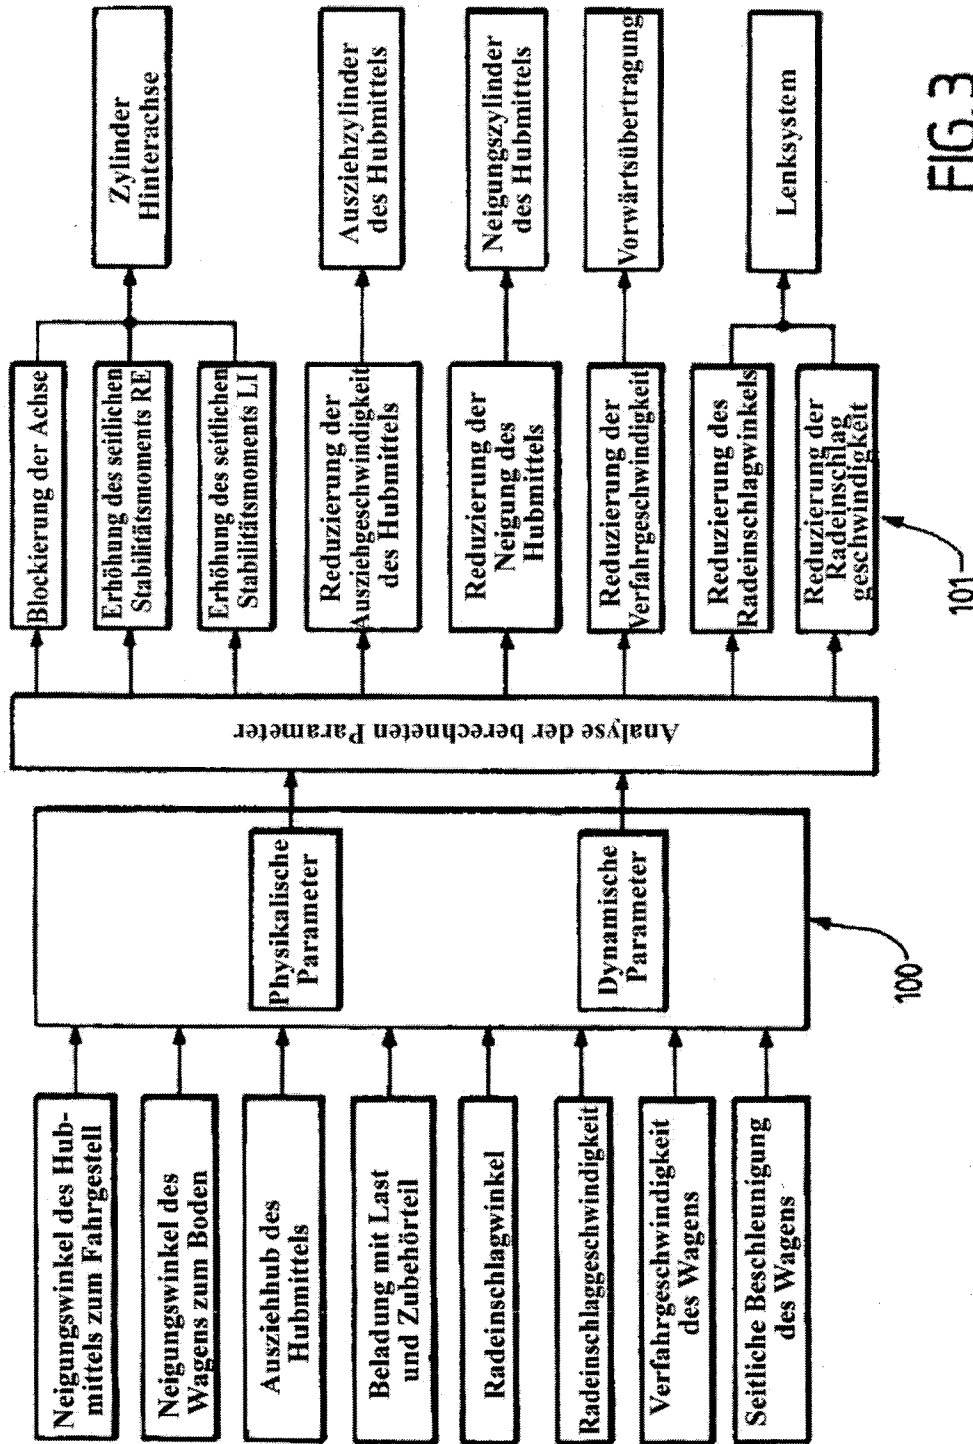 Neigungswinkel des Hub-
mittels zum Fahrgestell
Neigungswinkel des
Wagens zum Boden
Ausziehhub des
Hubmittels
Beladung mit Last
und Zubehörteil
Radeinschlagwinkel
Radeinschlaggeschwindigkeit
Verfahrgeschwindigkeit
des Wagens
Seitliche Beschleunigung
des Wagens
Physikalische
Parameter
Dynamische
Parameter
100
Analyse der berechneten Parameter
Blockierung der Achse
Erhöhung des seitlichen
Stabilitätsmoments RE
Erhöhung des seitlichen
Stabilitätsmoments LI
Reduzierung der
Ausziehgeschwindigkeit
des Hubmittels
Reduzierung der
Neigung des
Hubmittels
Reduzierung der
Verfahrgeschwindigkeit
Reduzierung des
Radeinschlagwinkels
Reduzierung der
Radeinschlag
geschwindigkeit
101
Zylinder
Hinterachse
Ausziehzylinder
des Hubmittels
Neigungszylinder
des Hubmittels
Vorwärtsübertragung
Lenksystem
FIG. 3